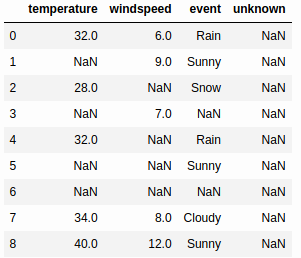 temperature windspeed event unknown
0 32.0 6.0 Rain NaN
1 NaN 9.0 Sunny NaN
2 28.0 NaN Snow NaN
3 NaN 7.0 NaN NaN
4 32.0 NaN Rain NaN
5 NaN NaN Sunny NaN
6 NaN NaN NaN NaN
7 34.0 8.0 Cloudy NaN
8 40.0 12.0 Sunny NaN